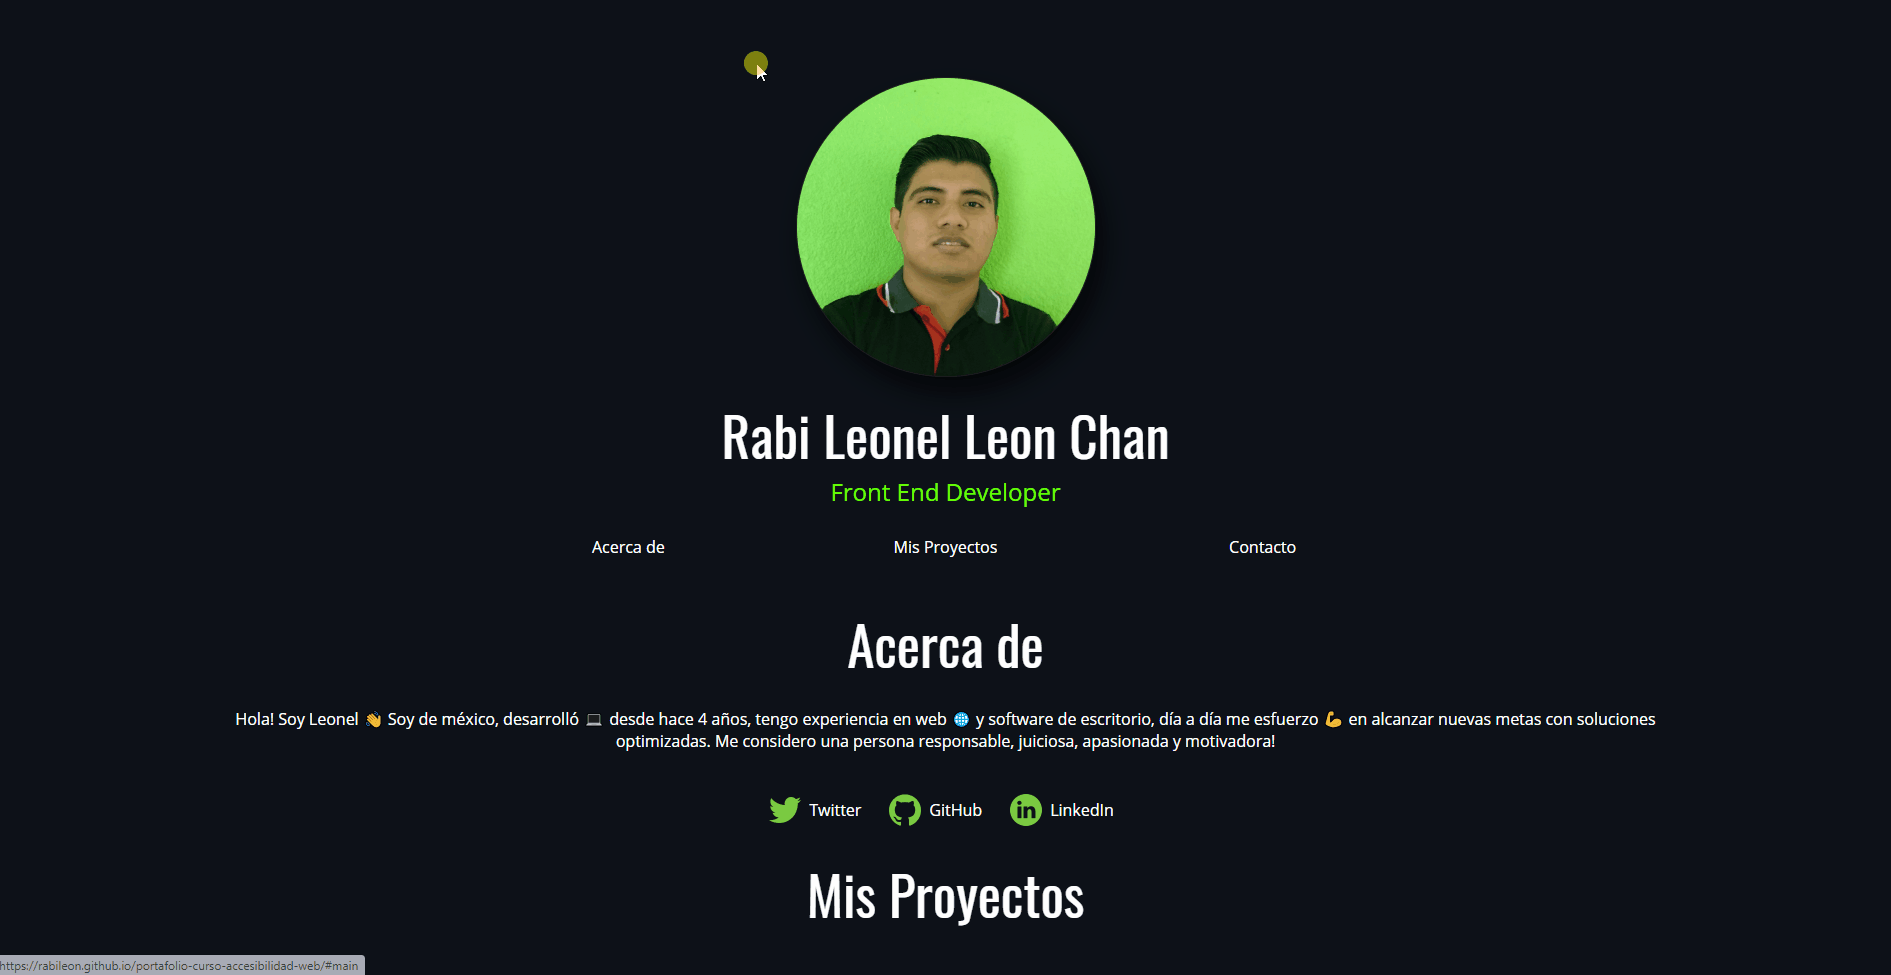 Rabi Leonel Leon Chan
Front End Developer
Acerca de
Mis Proyectos
Contacto
Acerca de
Hola! Soy Leonel 👋 Soy de méxico, desarrolló 💻 desde hace 4 años, tengo experiencia en web 🌐 y software de escritorio, día a día me esfuerzo 💪 en alcanzar nuevas metas con soluciones
optimizadas. Me considero una persona responsable, juiciosa, apasionada y motivadora!
Twitter
GitHub
LinkedIn
Mis Proyectos
https://rabileon.github.io/portafolio-curso-accesibilidad-web/#main